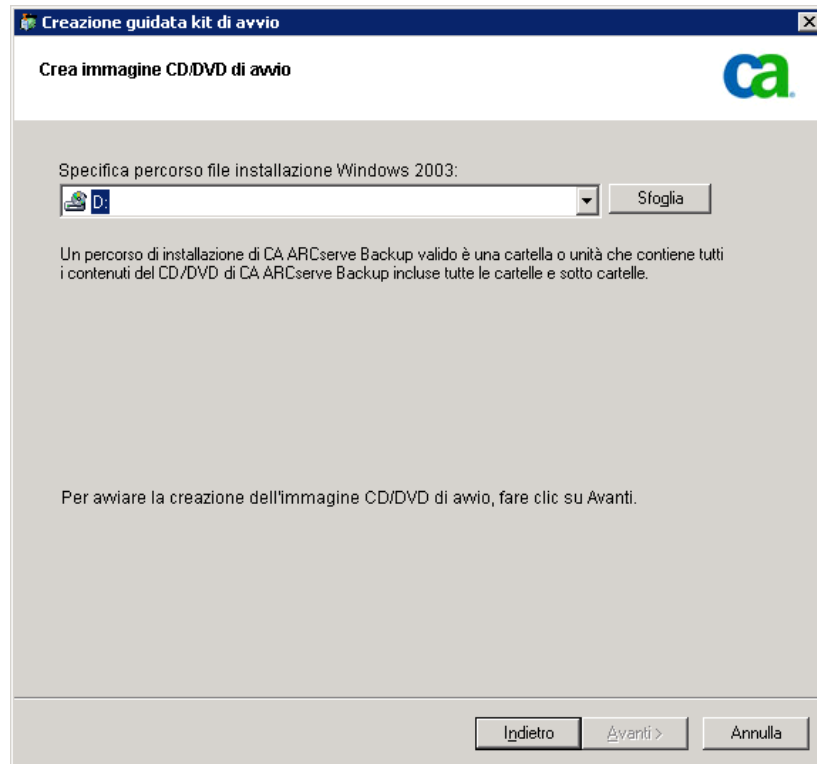 Creazione guidata kit di avvio
Crea immagine CD/DVD di avvio
ca
Specifica percorso file installazione Windows 2003:
D:
Sfoglia
Un percorso di installazione di CA ARCserve Backup valido è una cartella o unità che contiene tutti
i contenuti del CD/DVD di CA ARCserve Backup incluse tutte le cartelle e sotto cartelle.
Per avviare la creazione dell'immagine CD/DVD di avvio, fare clic su Avanti.
Indietro
Avanti >
Annulla